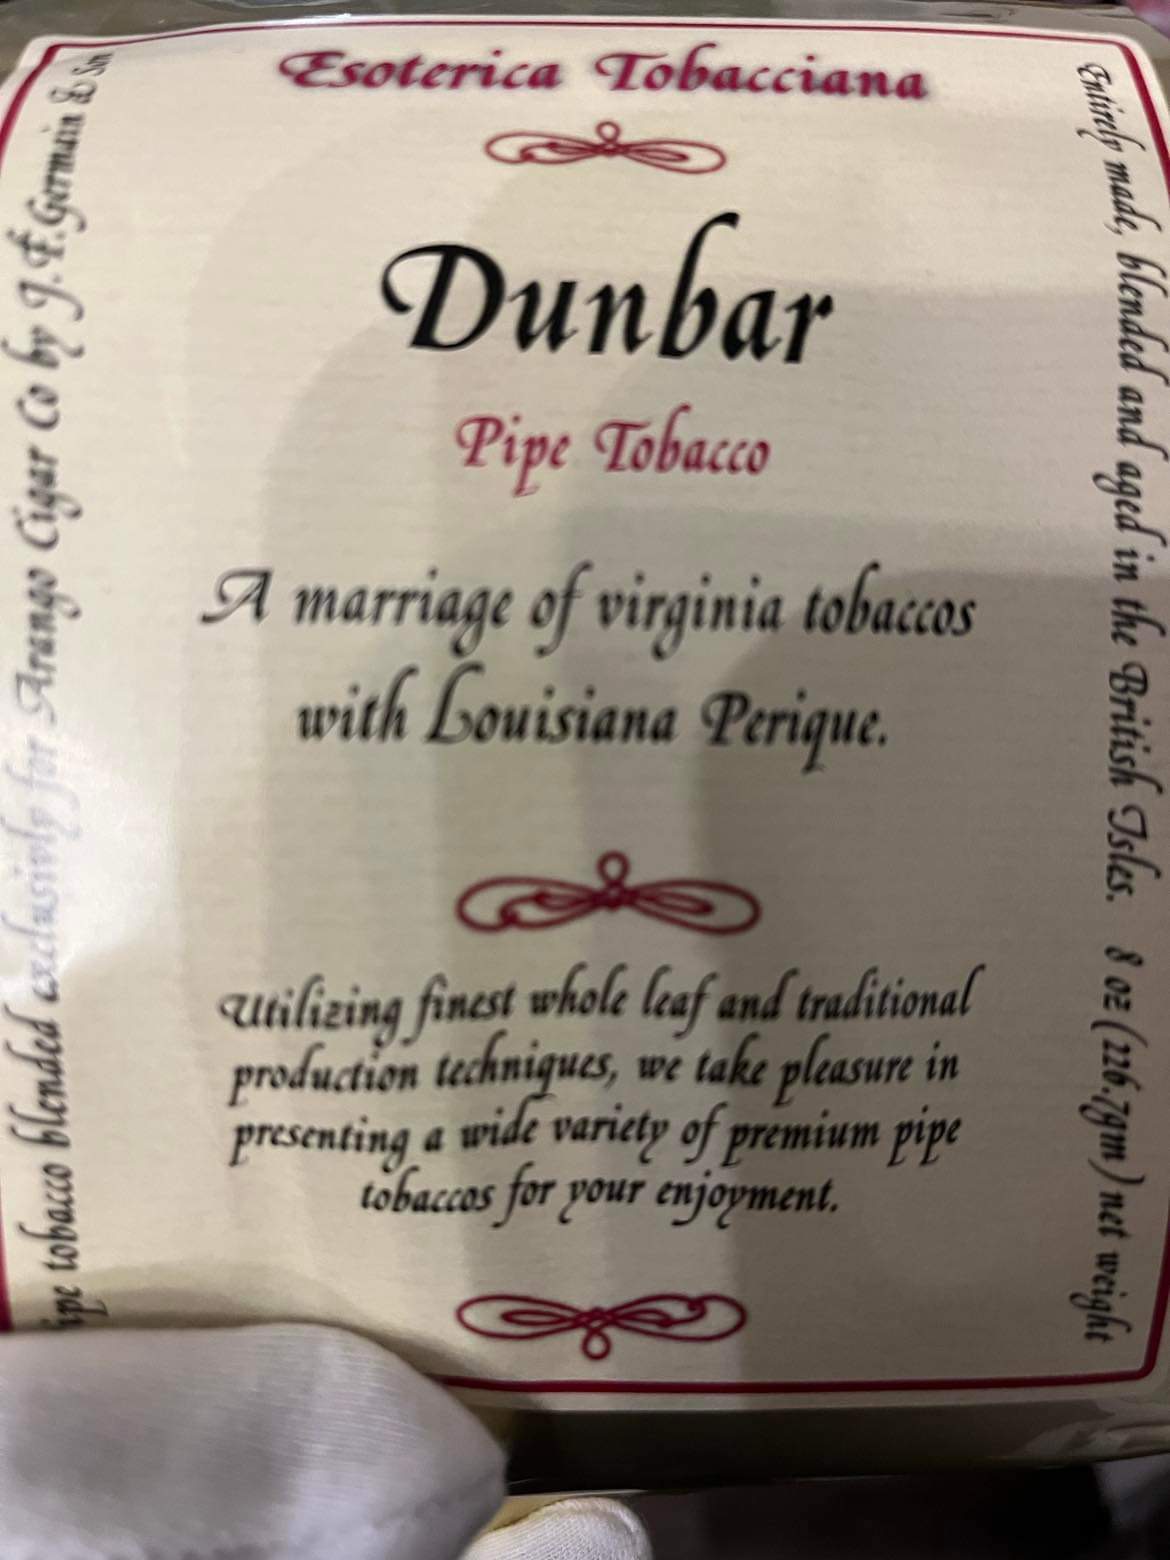 Esoterica Tobacciana
Dunbar
Pipe Tobacco
A marriage of virginia tobaccos
with Louisiana Perique.
Utilizing finest whole leaf and traditional
production techniques, we take pleasure in
presenting a wide variety of premium pipe
tobaccos for your enjoyment.
ipe tobacco blended exclusivly for Arango Cigar Co by J.F.Germain & Son
Entirely made, blended and aged in the British Isles. 8 oz (226.7gm) net weight